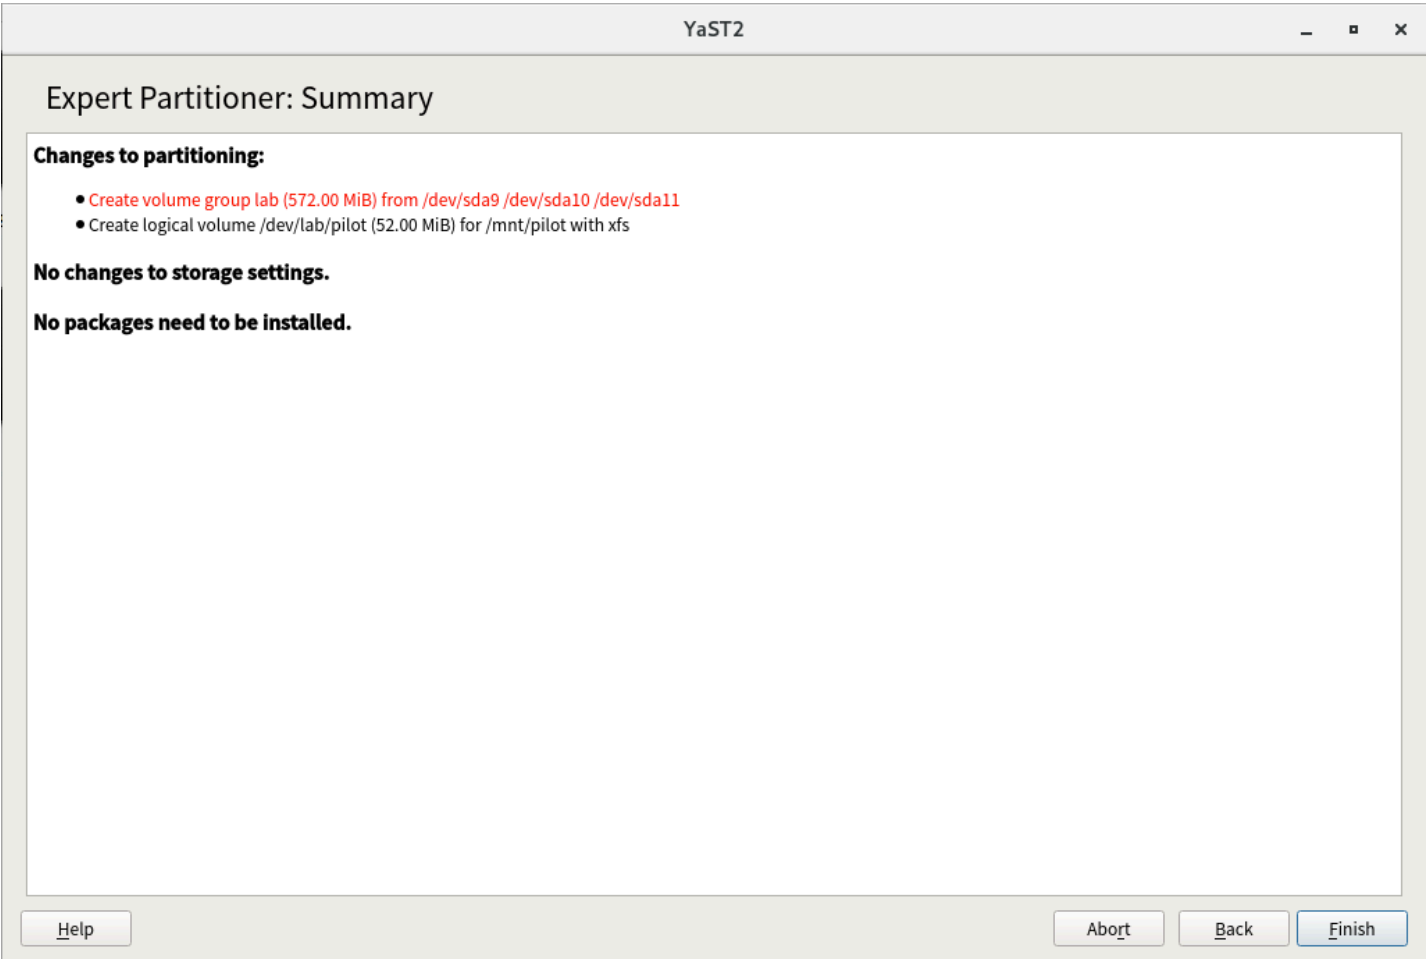 YaST2
Expert Partitioner: Summary
Changes to partitioning:
Create volume group lab (572.00 MiB) from /dev/sda9 /dev/sda10 /dev/sda11
Create logical volume /dev/lab/pilot (52.00 MiB) for /mnt/pilot with xfs
No changes to storage settings.
No packages need to be installed.
Help
Abort
Back
Finish